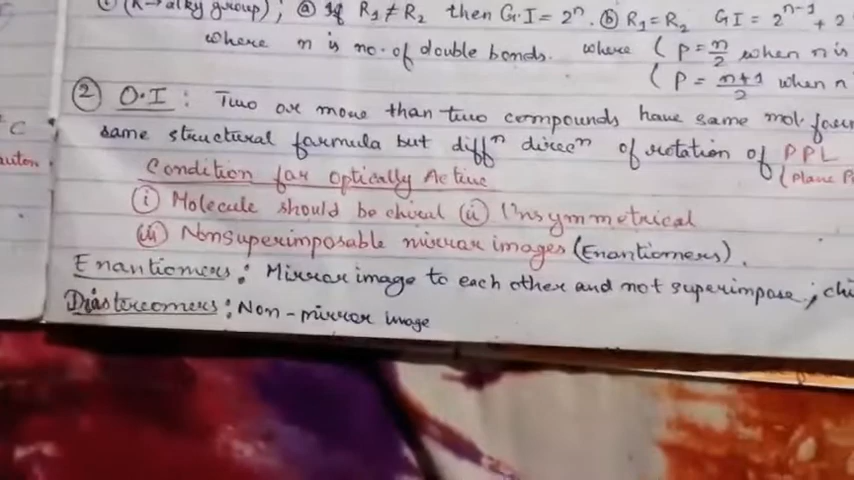 (R → alky group); ⓐ If R₁ ≠ R₂ then G.I = 2ⁿ. ⓑ R₁ = R₂ GI = 2ⁿ⁻¹ + 2
where n is no. of double bonds. where ( P = n/2 when n is
( P = n+1/2 when n
② O.I : Two or more than two compounds have same mol. form
same structural formula but diffⁿ direcⁿ of rotation of PPL
(Plane P
C
Condition for Optically Active
ⓘ Molecule should be chiral ⓘⓘ Unsymmetrical
ⓘⓘⓘ Nonsuperimposable mirror images (Enantiomers).
Enantiomers : Mirror image to each other and not superimpose; chi
Diastereomers : Non-mirror image